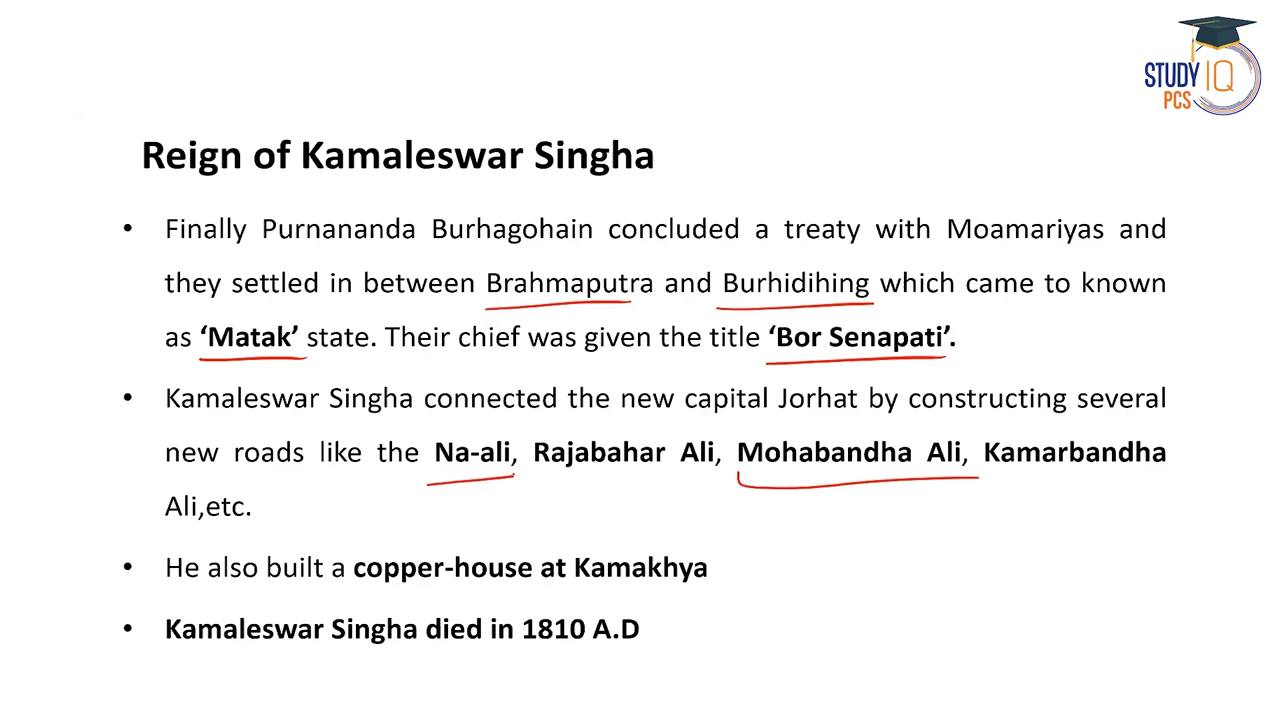 STUDY IQ
PCS
Reign of Kamaleswar Singha
• Finally Purnananda Burhagohain concluded a treaty with Moamariyas and
they settled in between Brahmaputra and Burhidihing which came to known
as ‘Matak’ state. Their chief was given the title ‘Bor Senapati’.
• Kamaleswar Singha connected the new capital Jorhat by constructing several
new roads like the Na-ali, Rajabahar Ali, Mohabandha Ali, Kamarbandha
Ali,etc.
• He also built a copper-house at Kamakhya
• Kamaleswar Singha died in 1810 A.D